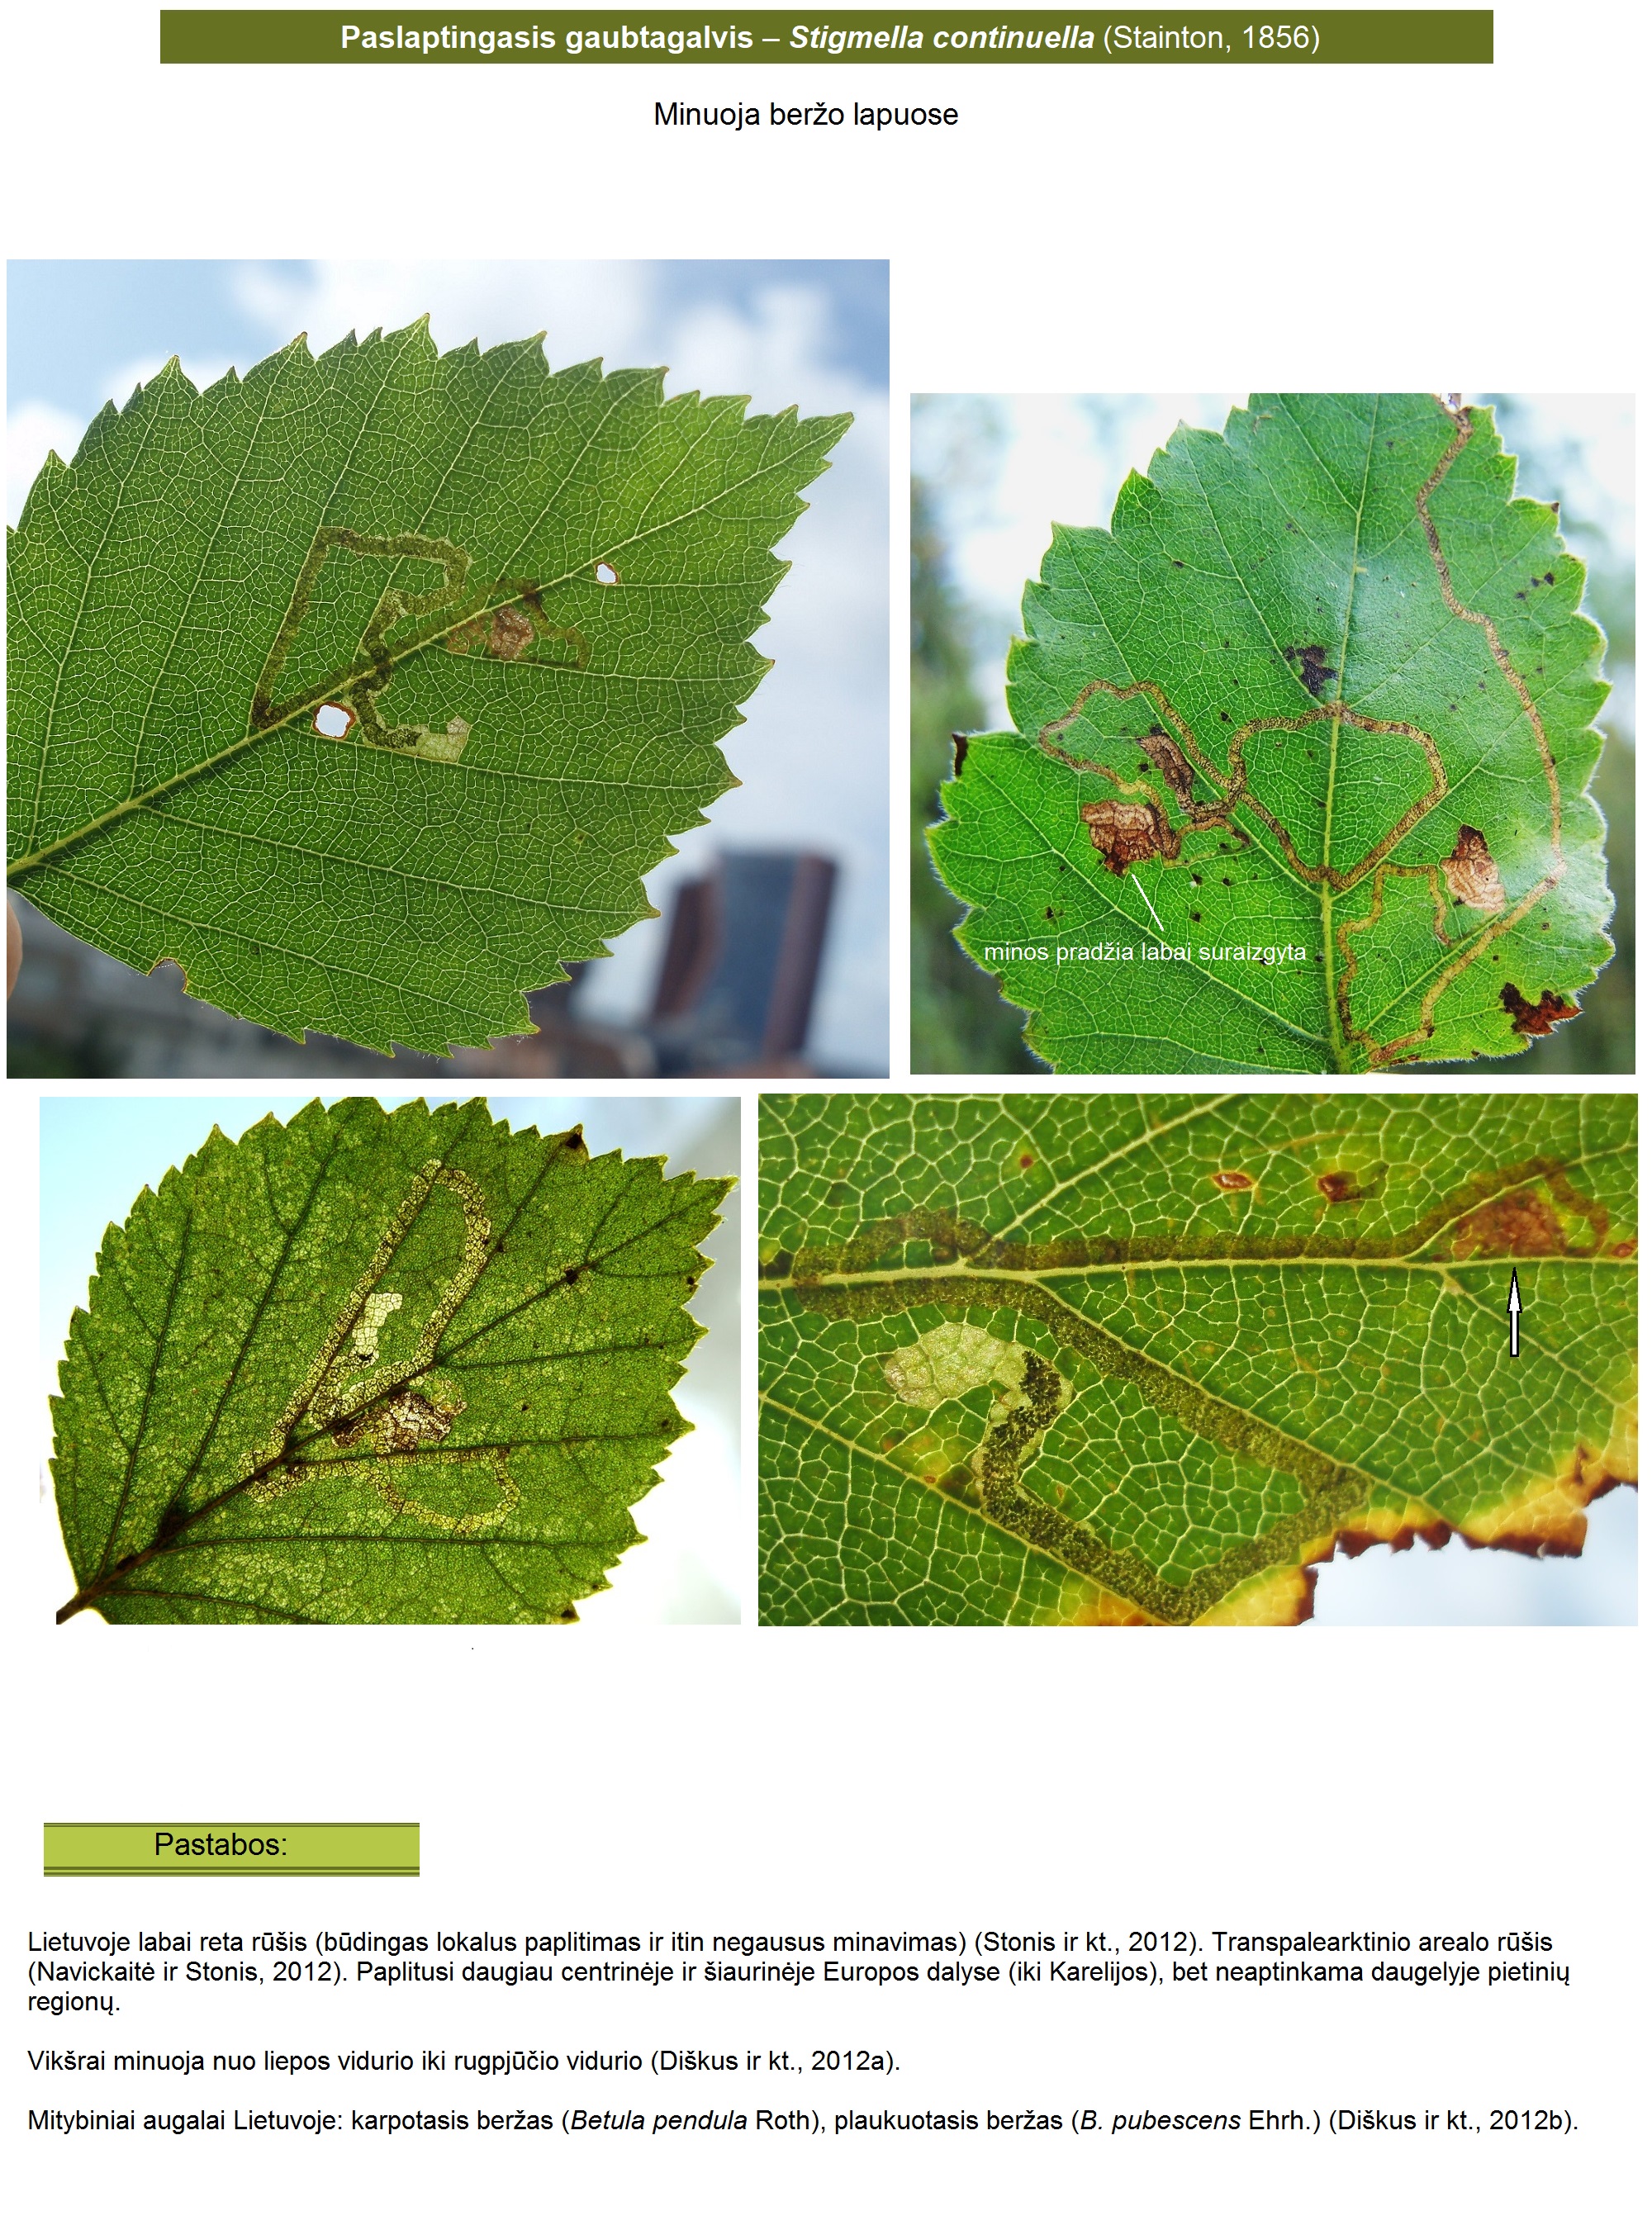 Paslaptingasis gaubtagalvis – Stigmella continuella (Stainton, 1856)
Minuoja beržo lapuose
minos pradžia labai suraizgyta
Pastabos:
Lietuvoje labai reta rūšis (būdingas lokalus paplitimas ir itin negausus minavimas) (Stonis ir kt., 2012). Transpalearktinio arealo rūšis
(Navickaitė ir Stonis, 2012). Paplitusi daugiau centrinėje ir šiaurinėje Europos dalyse (iki Karelijos), bet neaptinkama daugelyje pietinių
regionų.
Vikšrai minuoja nuo liepos vidurio iki rugpjūčio vidurio (Diškus ir kt., 2012a).
Mitybiniai augalai Lietuvoje: karpotasis beržas (Betula pendula Roth), plaukuotasis beržas (B. pubescens Ehrh.) (Diškus ir kt., 2012b).